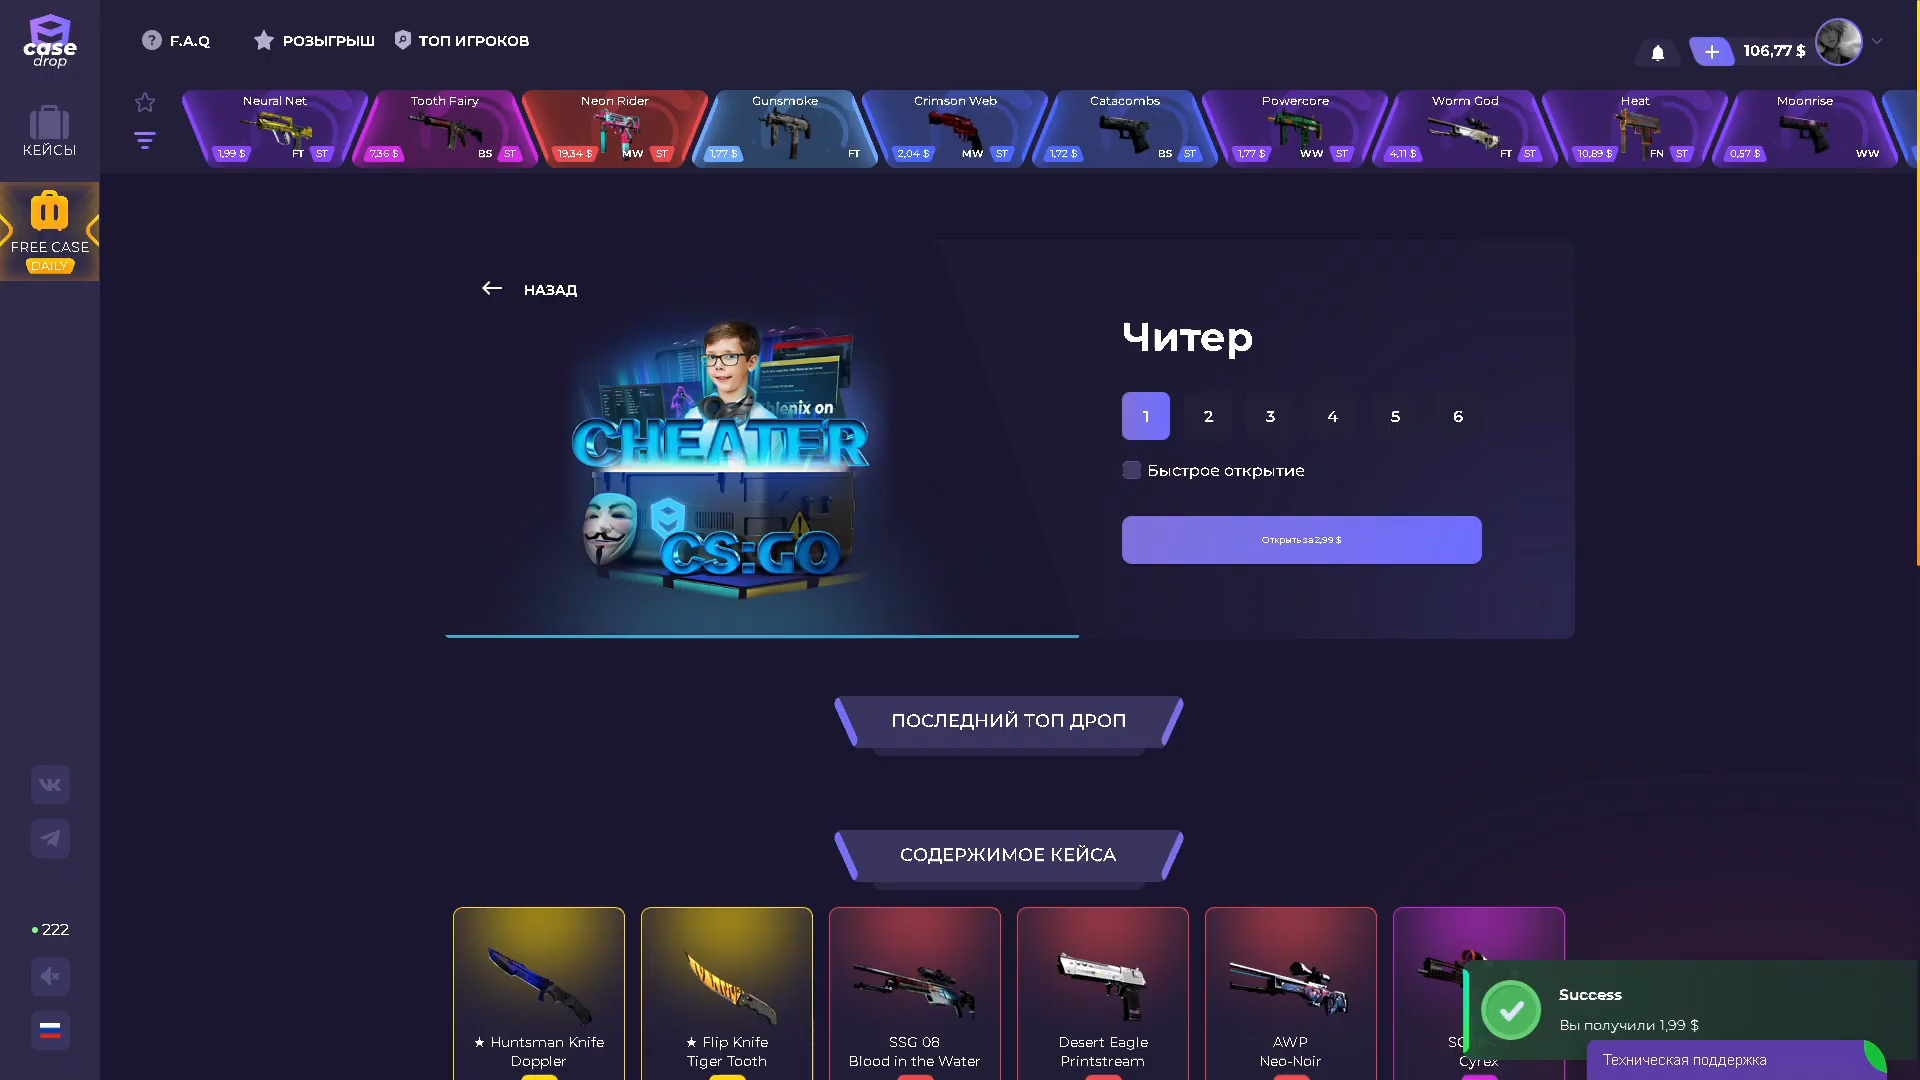 case
drop
F.A.Q
РОЗЫГРЫШ
ТОП ИГРОКОВ
106,77 $
КЕЙСЫ
FREE CASE
DAILY
Neural Net
1,99 $
FT
ST
Tooth Fairy
7,36 $
BS
ST
Neon Rider
19,34 $
MW
ST
Gunsmoke
1,77 $
FT
Crimson Web
2,04 $
MW
ST
Catacombs
1,72 $
BS
ST
Powercore
1,77 $
WW
ST
Worm God
4,11 $
FT
ST
Heat
10,89 $
FN
ST
Moonrise
0,57 $
WW
НАЗАД
CHEATER
CS:GO
Читер
1 2 3 4 5 6
Быстрое открытие
Открыть за 2,99 $
ПОСЛЕДНИЙ ТОП ДРОП
СОДЕРЖИМОЕ КЕЙСА
★ Huntsman Knife
Doppler
★ Flip Knife
Tiger Tooth
SSG 08
Blood in the Water
Desert Eagle
Printstream
AWP
Neo-Noir
Cyrex
222
Success
Вы получили 1,99 $
Техническая поддержка